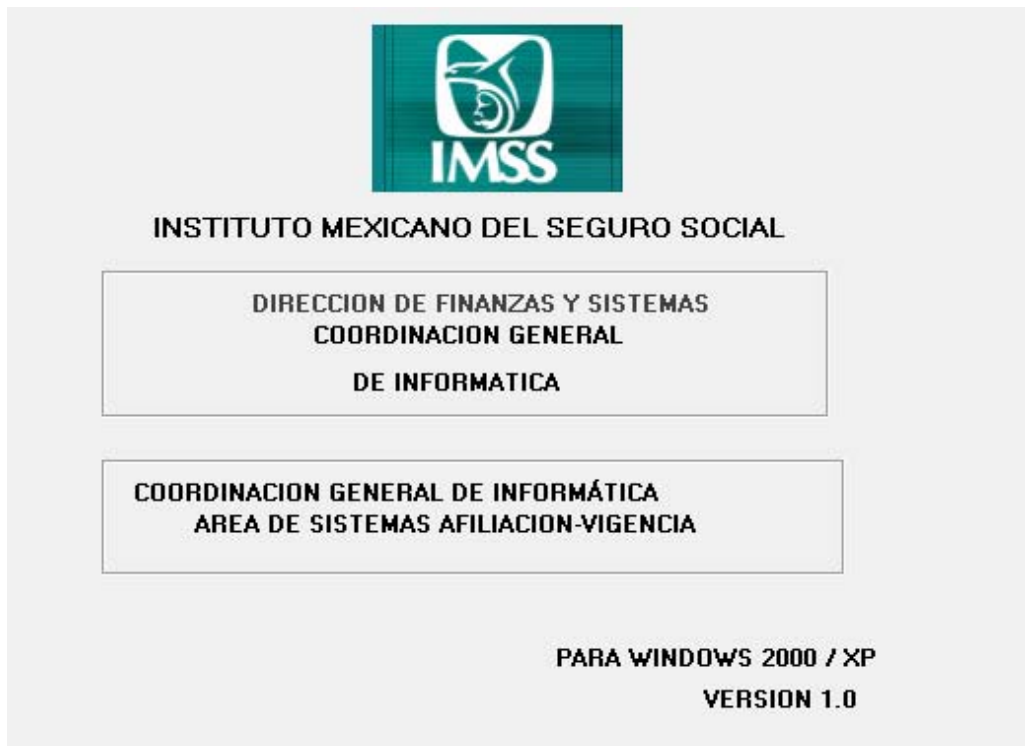 IMSS
INSTITUTO MEXICANO DEL SEGURO SOCIAL
DIRECCION DE FINANZAS Y SISTEMAS
COORDINACION GENERAL
DE INFORMATICA
COORDINACION GENERAL DE INFORMÁTICA
AREA DE SISTEMAS AFILIACION-VIGENCIA
PARA WINDOWS 2000 / XP
VERSION 1.0